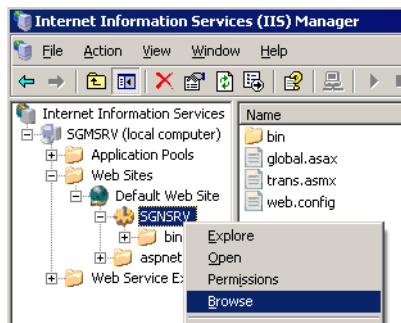 Internet Information Services (IIS) Manager
File Action View Window Help
Internet Information Services
SGMSRV (local computer)
Application Pools
Web Sites
Default Web Site
SGNSRV
bin
aspnet
Web Service Ex
Name
bin
global.asax
trans.asmx
web.config
Explore
Open
Permissions
Browse